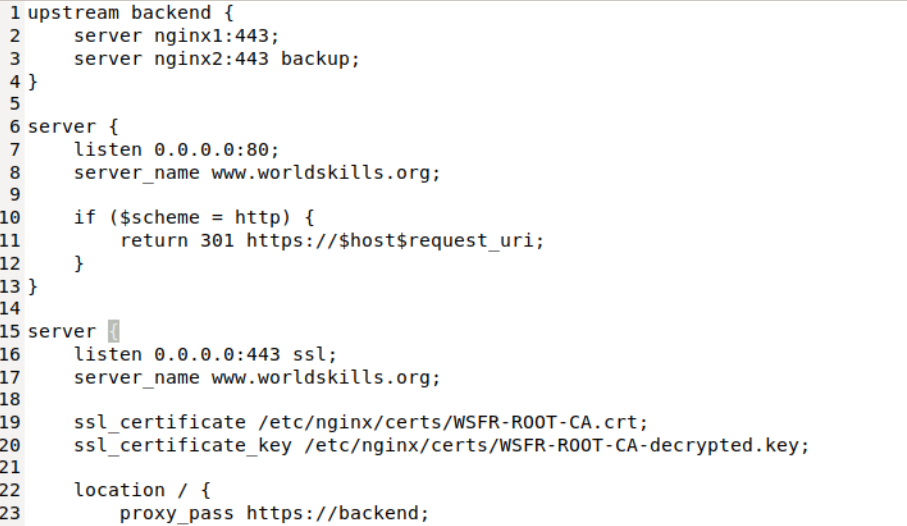 1 upstream backend {
2     server nginx1:443;
3     server nginx2:443 backup;
4 }
5
6 server {
7     listen 0.0.0.0:80;
8     server_name www.worldskills.org;
9
10     if ($scheme = http) {
11         return 301 https://$host$request_uri;
12     }
13 }
14
15 server {
16     listen 0.0.0.0:443 ssl;
17     server_name www.worldskills.org;
18
19     ssl_certificate /etc/nginx/certs/WSFR-ROOT-CA.crt;
20     ssl_certificate_key /etc/nginx/certs/WSFR-ROOT-CA-decrypted.key;
21
22     location / {
23         proxy_pass https://backend;